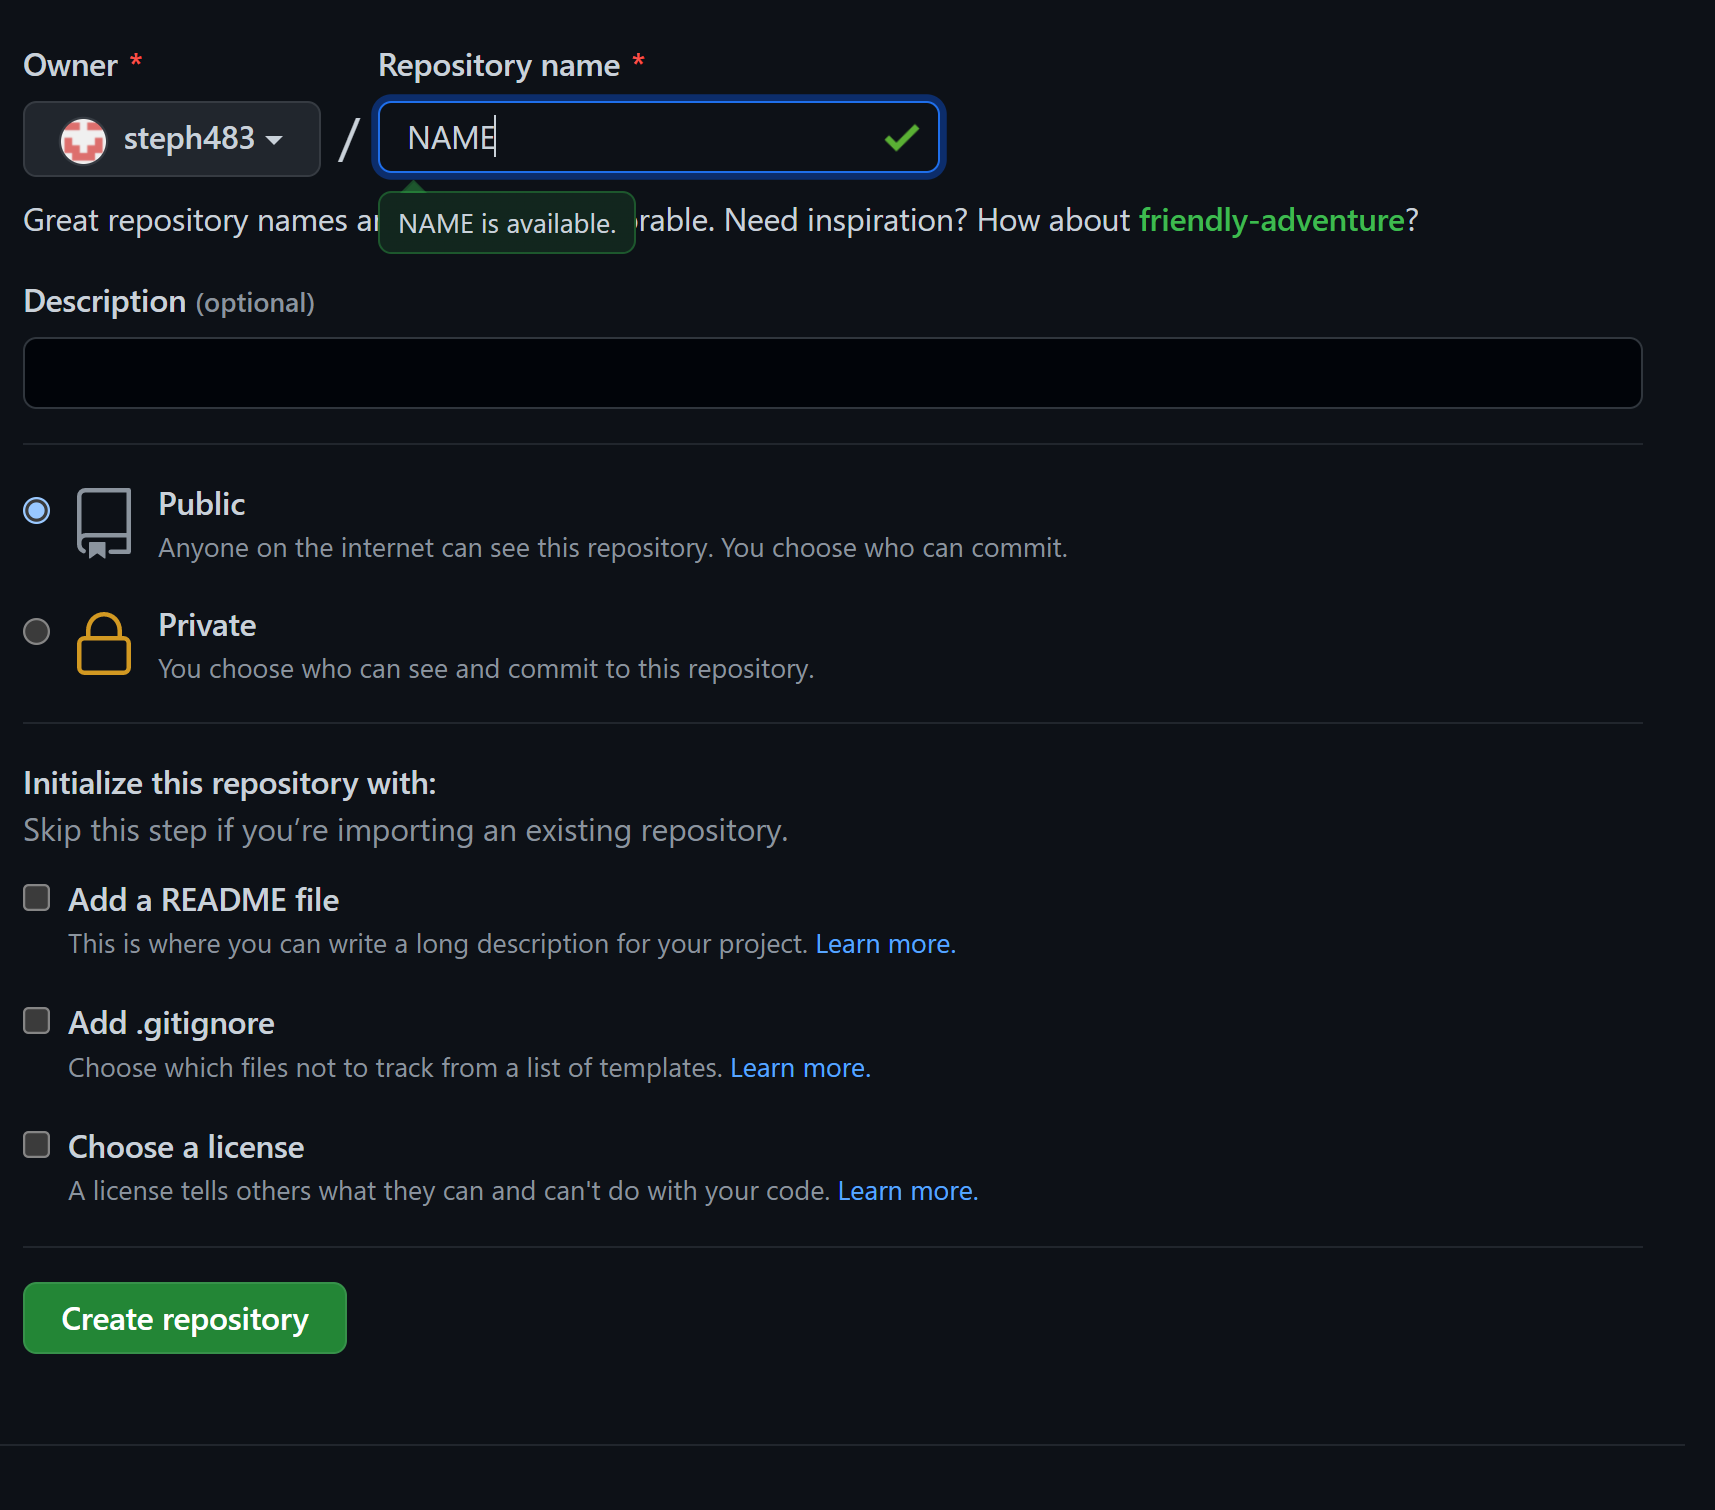 Owner *
Repository name *
steph483
/
NAME
Great repository names ar
NAME is available.
rable. Need inspiration? How about friendly-adventure?
Description (optional)
Public
Anyone on the internet can see this repository. You choose who can commit.
Private
You choose who can see and commit to this repository.
Initialize this repository with:
Skip this step if you’re importing an existing repository.
Add a README file
This is where you can write a long description for your project. Learn more.
Add .gitignore
Choose which files not to track from a list of templates. Learn more.
Choose a license
A license tells others what they can and can't do with your code. Learn more.
Create repository